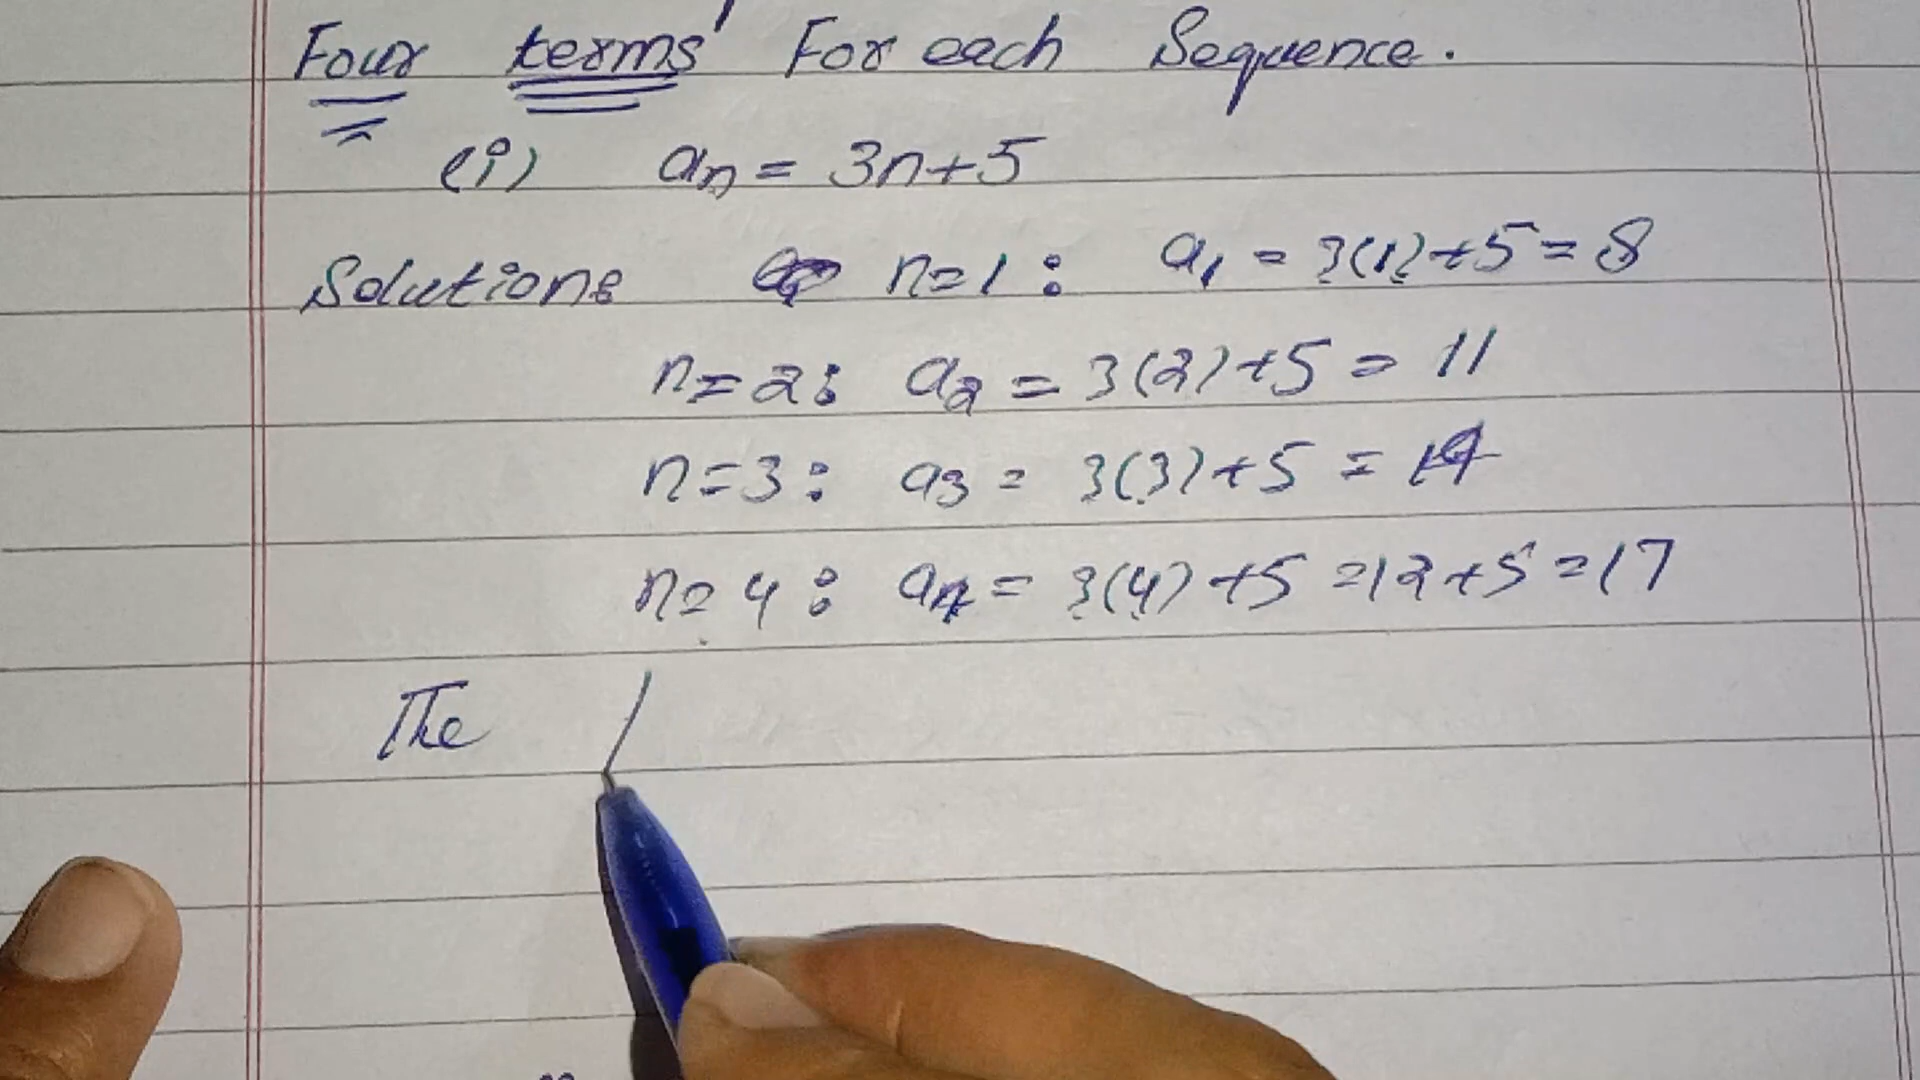 Four terms' For each Sequence.
(i) an = 3n+5
Solutions n=1: a1 = 3(1)+5=8
n=2: a2 = 3(2)+5 = 11
n=3: a3 = 3(3)+5 = 14
n=4: a4 = 3(4)+5 =12+5=17
The